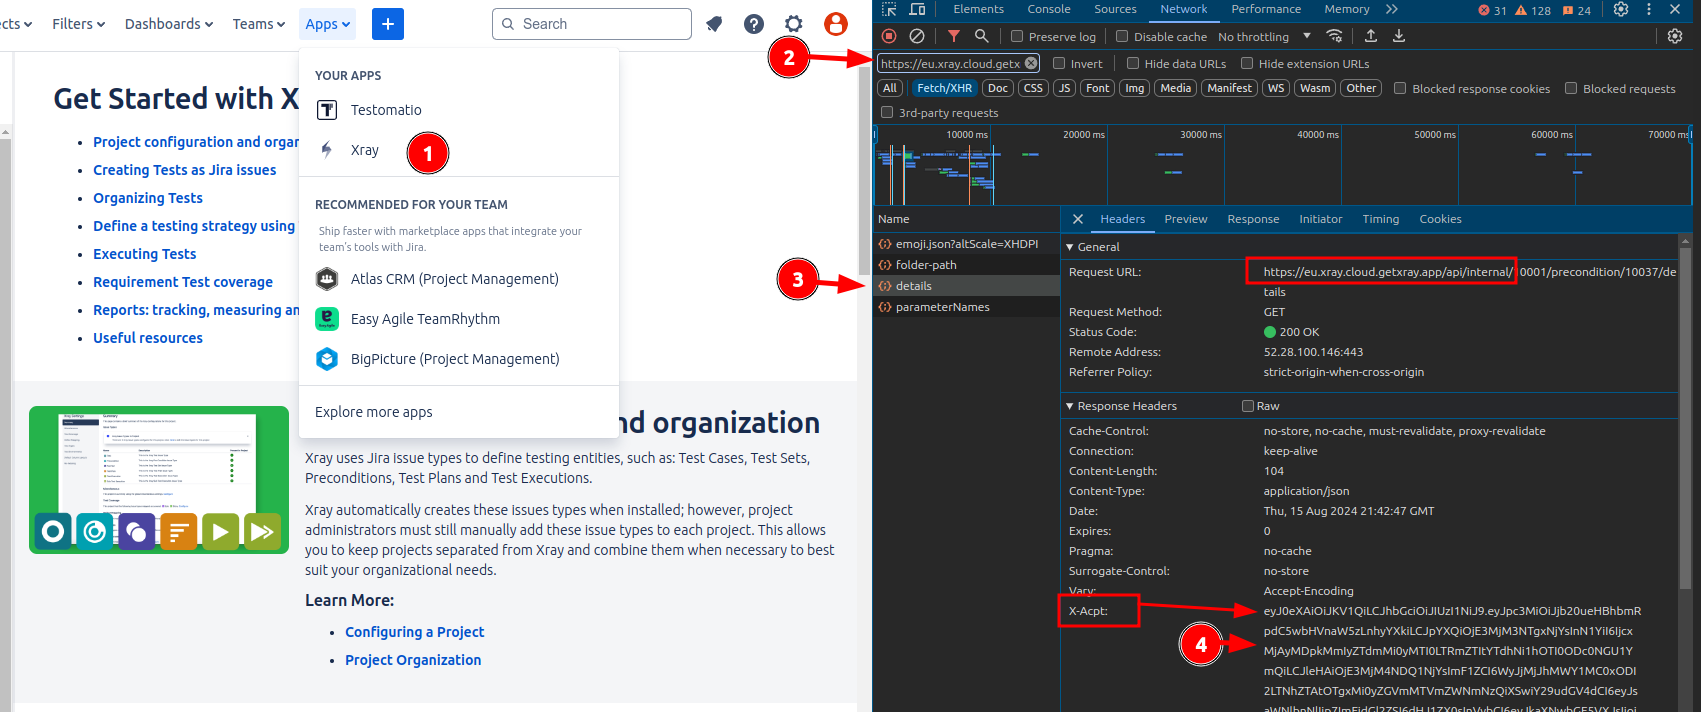 cts
Filters
Dashboards
Teams
Apps
+
Search
Get Started with X
Project configuration and organ
Creating Tests as Jira issues
Organizing Tests
Define a testing strategy using
Executing Tests
Requirement Test coverage
Reports: tracking, measuring an
Useful resources
YOUR APPS
Testomatio
Xray
1
RECOMMENDED FOR YOUR TEAM
Ship faster with marketplace apps that integrate your
team's tools with Jira.
Atlas CRM (Project Management)
Easy Agile TeamRhythm
BigPicture (Project Management)
Explore more apps
nd organization
Xray uses Jira issue types to define testing entities, such as: Test Cases, Test Sets,
Preconditions, Test Plans and Test Executions.
Xray automatically creates these issues types when installed; however, project
administrators must still manually add these issue types to each project. This allows
you to keep projects separated from Xray and combine them when necessary to best
suit your organizational needs.
Learn More:
Configuring a Project
Project Organization
2
3
4
Elements Console Sources Network Performance Memory
31 128 24
Preserve log Disable cache No throttling
https://eu.xray.cloud.getx Invert Hide data URLs Hide extension URLs
All Fetch/XHR Doc CSS JS Font Img Media Manifest WS Wasm Other Blocked response cookies Blocked requests
3rd-party requests
10000 ms 20000 ms 30000 ms 40000 ms 50000 ms 60000 ms 70000 ms
Name
emoji.json?altScale=XHDPI
folder-path
details
parameterNames
Headers Preview Response Initiator Timing Cookies
General
Request URL: https://eu.xray.cloud.getxray.app/api/internal/10001/precondition/10037/de
tails
Request Method: GET
Status Code: 200 OK
Remote Address: 52.28.100.146:443
Referrer Policy: strict-origin-when-cross-origin
Response Headers Raw
Cache-Control: no-store, no-cache, must-revalidate, proxy-revalidate
Connection: keep-alive
Content-Length: 104
Content-Type: application/json
Date: Thu, 15 Aug 2024 21:42:47 GMT
Expires: 0
Pragma: no-cache
Surrogate-Control: no-store
Vary: Accept-Encoding
X-Acpt: eyJ0eXAiOiJKV1QiLCJhbGciOiJIUzI1NiJ9.eyJpc3MiOiJjb20ueHBhbmR
pdC5wbHVnaW5zLnhyYXkiLCJpYXQiOjE3MjM3NTgxNjYsInN1YiI6Ijcx